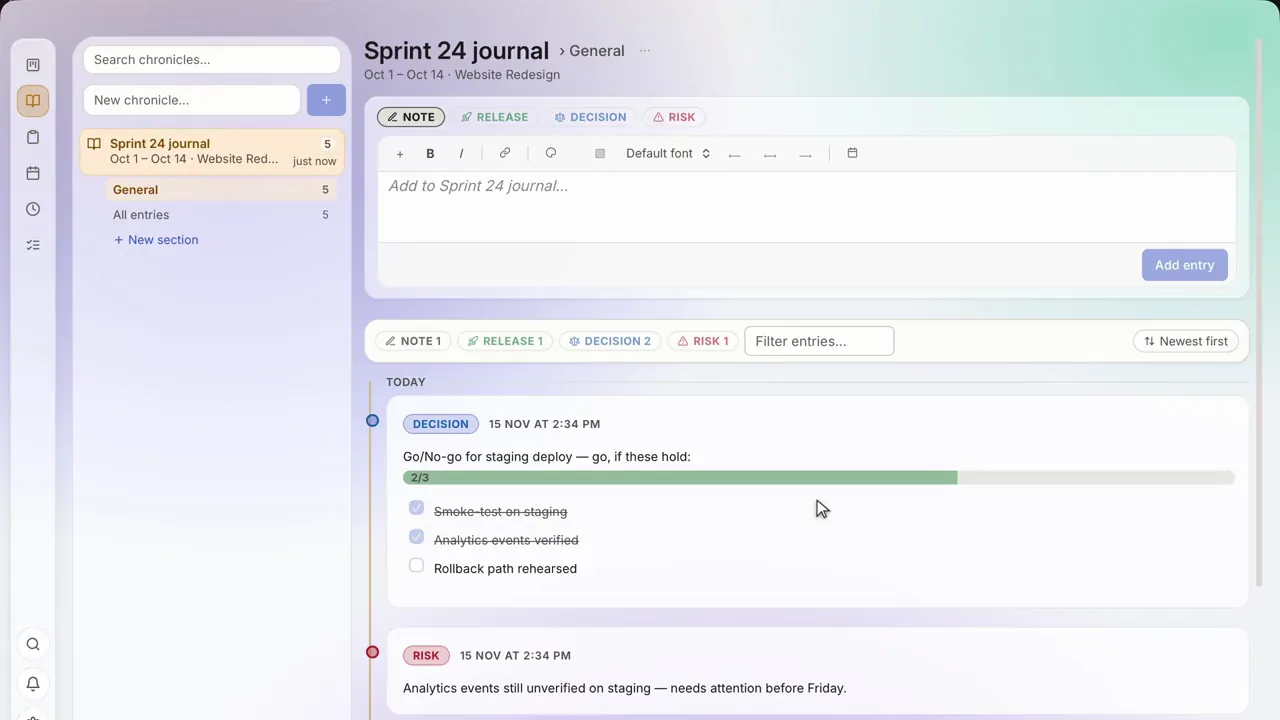 Search chronicles...
New chronicle...
+
Sprint 24 journal 5
Oct 1 – Oct 14 · Website Red... just now
General 5
All entries 5
+ New section
Sprint 24 journal › General ...
Oct 1 – Oct 14 · Website Redesign
NOTE RELEASE DECISION RISK
+ B I Default font
Add to Sprint 24 journal...
Add entry
NOTE 1 RELEASE 1 DECISION 2 RISK 1 Filter entries... Newest first
TODAY
DECISION 15 NOV AT 2:34 PM
Go/No-go for staging deploy — go, if these hold:
2/3
Smoke-test on staging
Analytics events verified
Rollback path rehearsed
RISK 15 NOV AT 2:34 PM
Analytics events still unverified on staging — needs attention before Friday.